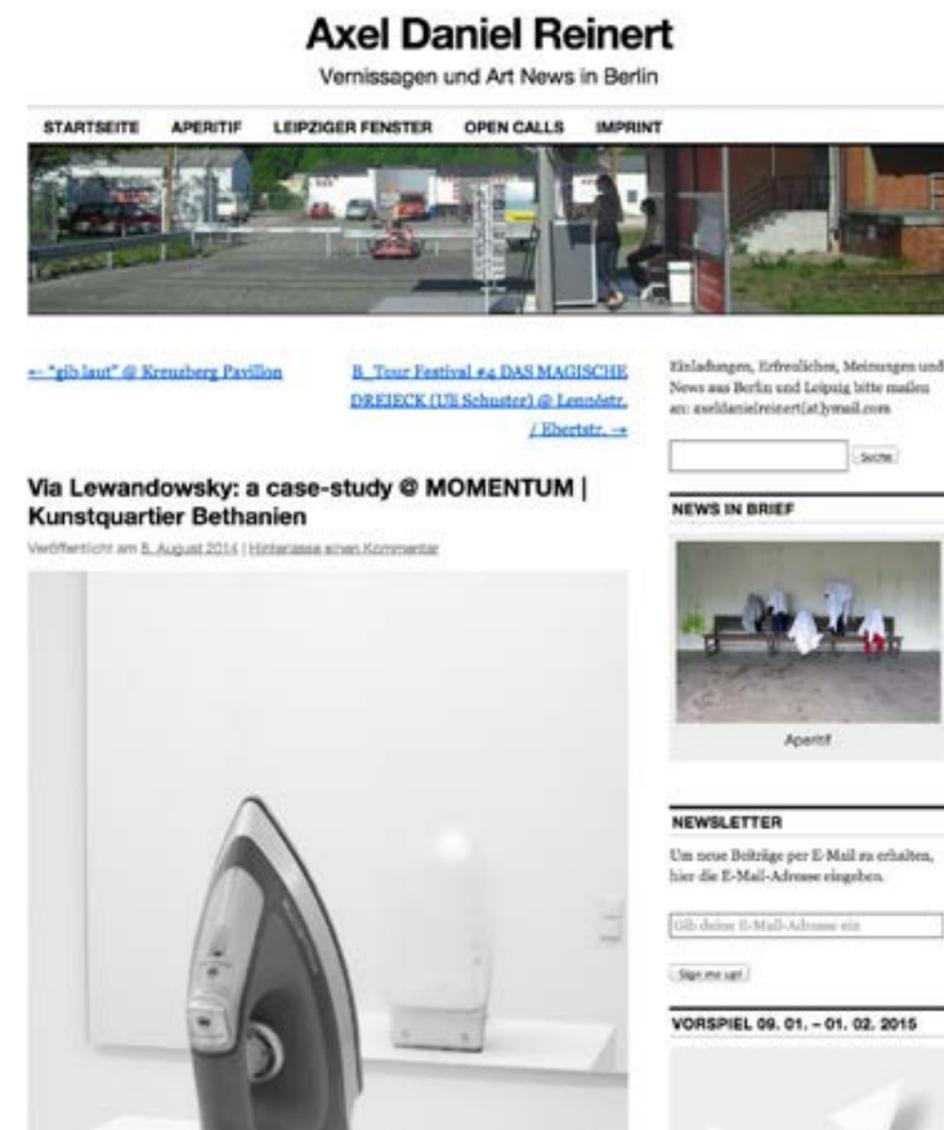 Axel Daniel Reinert
Vernissagen und Art News in Berlin
STARTSEITE APERITIF LEIPZIGER FENSTER OPEN CALLS IMPRINT
← "gib laut" @ Kreuzberg Pavillon
B_Tour Festival #4 DAS MAGISCHE
DREIECK (Uli Schuster) @ Lennéstr.
/ Ebertstr. →
Via Lewandowsky: a case-study @ MOMENTUM |
Kunstquartier Bethanien
Veröffentlicht am 5. August 2014 | Hinterlasse einen Kommentar
Einladungen, Erfreuliches, Meinungen und
News aus Berlin und Leipzig bitte mailen
an: axeldanielreinert[at]ymail.com
Suche
NEWS IN BRIEF
Aperitif
NEWSLETTER
Um neue Beiträge per E-Mail zu erhalten,
hier die E-Mail-Adresse eingeben.
Gib deine E-Mail-Adresse ein
Sign me up!
VORSPIEL 09. 01. – 01. 02. 2015